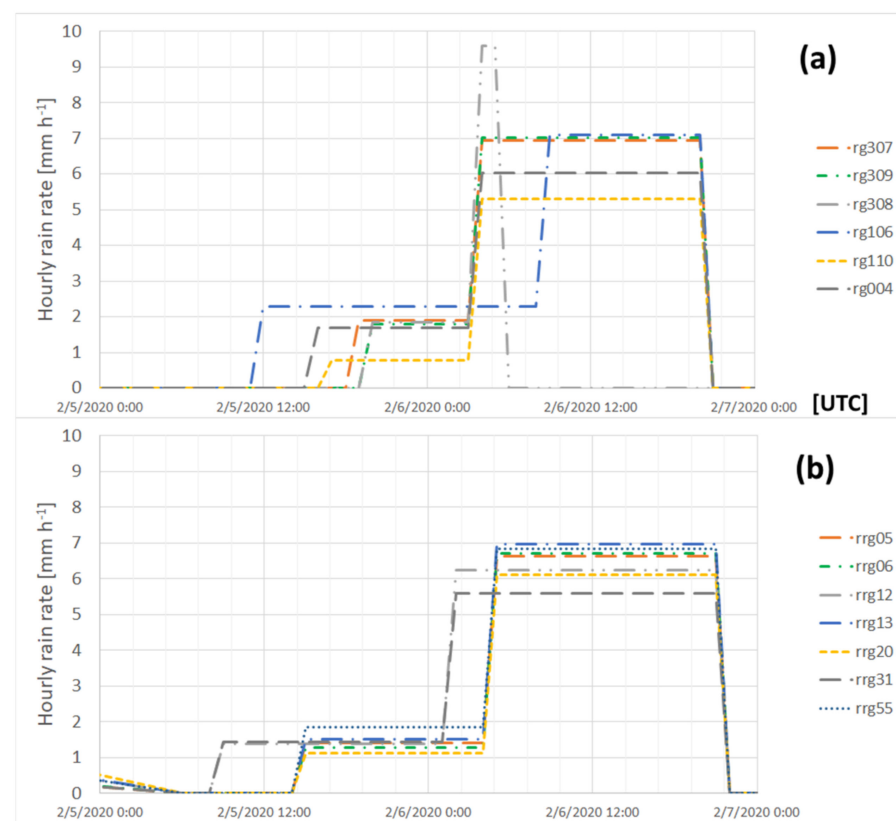 10
(a)
9
8
7
6
5
4
3
2
1
0
Hourly rain rate [mm h⁻¹]
rg307
rg309
rg308
rg106
rg110
rg004
2/5/2020 0:00 2/5/2020 12:00 2/6/2020 0:00 2/6/2020 12:00 2/7/2020 0:00 [UTC]
10
(b)
9
8
7
6
5
4
3
2
1
0
Hourly rain rate [mm h⁻¹]
rrg05
rrg06
rrg12
rrg13
rrg20
rrg31
rrg55
2/5/2020 0:00 2/5/2020 12:00 2/6/2020 0:00 2/6/2020 12:00 2/7/2020 0:00